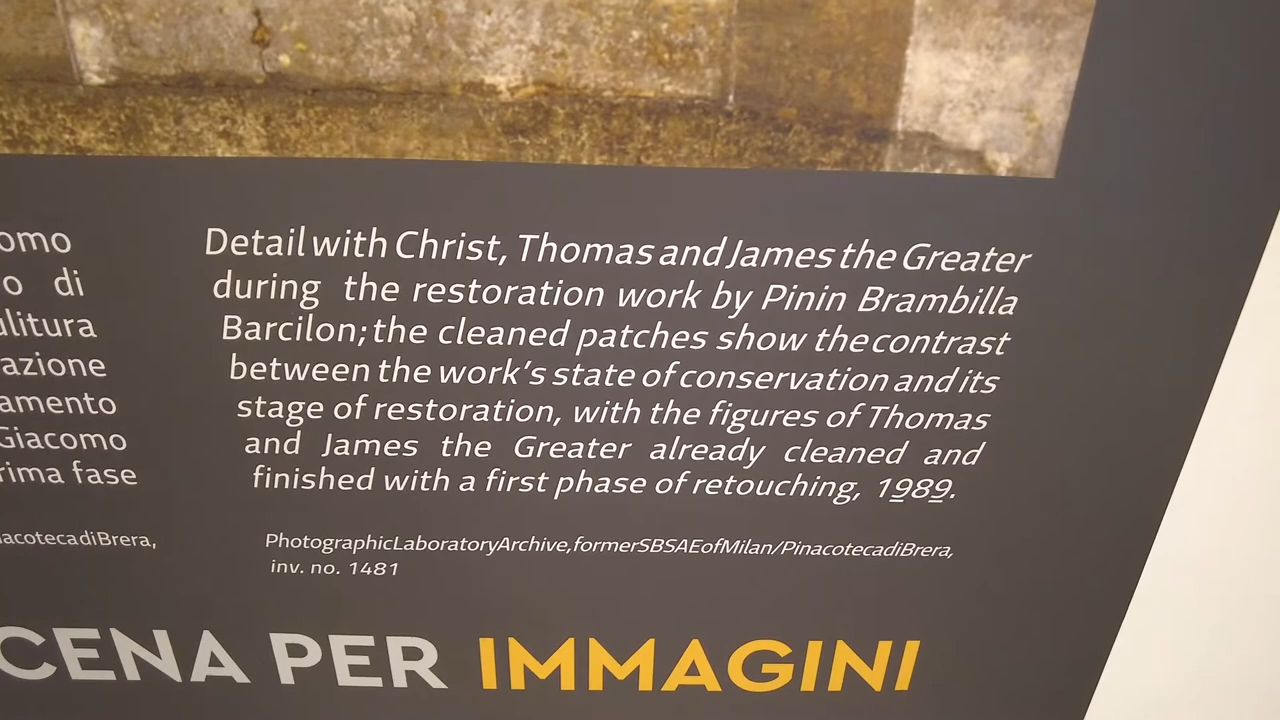 omo
o di
ulitura
azione
amento
Giacomo
rima fase
acotecadiBrera,
Detail with Christ, Thomas and James the Greater
during the restoration work by Pinin Brambilla
Barcilon; the cleaned patches show the contrast
between the work's state of conservation and its
stage of restoration, with the figures of Thomas
and James the Greater already cleaned and
finished with a first phase of retouching, 1989.
PhotographicLaboratoryArchive,formerSBSAEofMilan/PinacotecadiBrera,
inv. no. 1481
CENA PER IMMAGINI